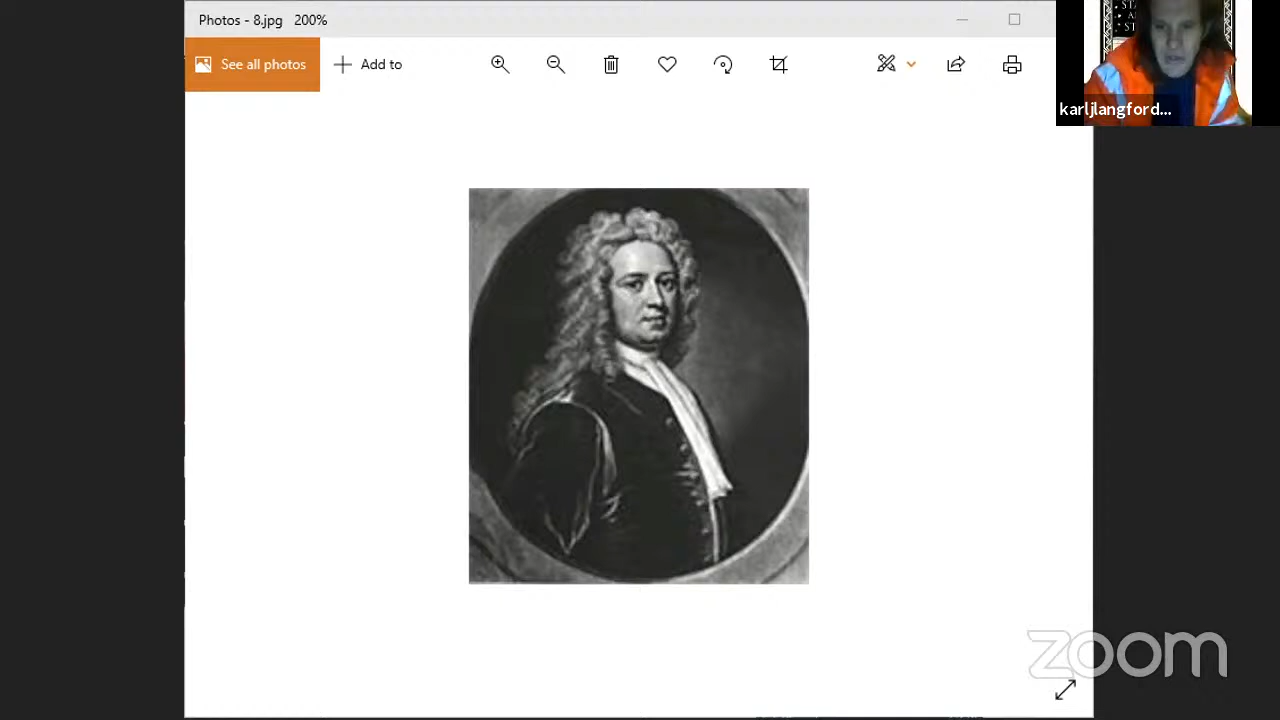 Photos - 8.jpg 200%
See all photos
Add to
karljlangford...
zoom